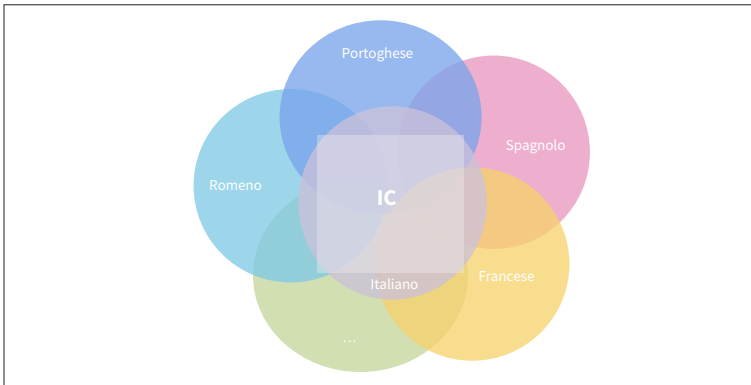 Portoghese
Spagnolo
Romeno
IC
Francese
Italiano
...